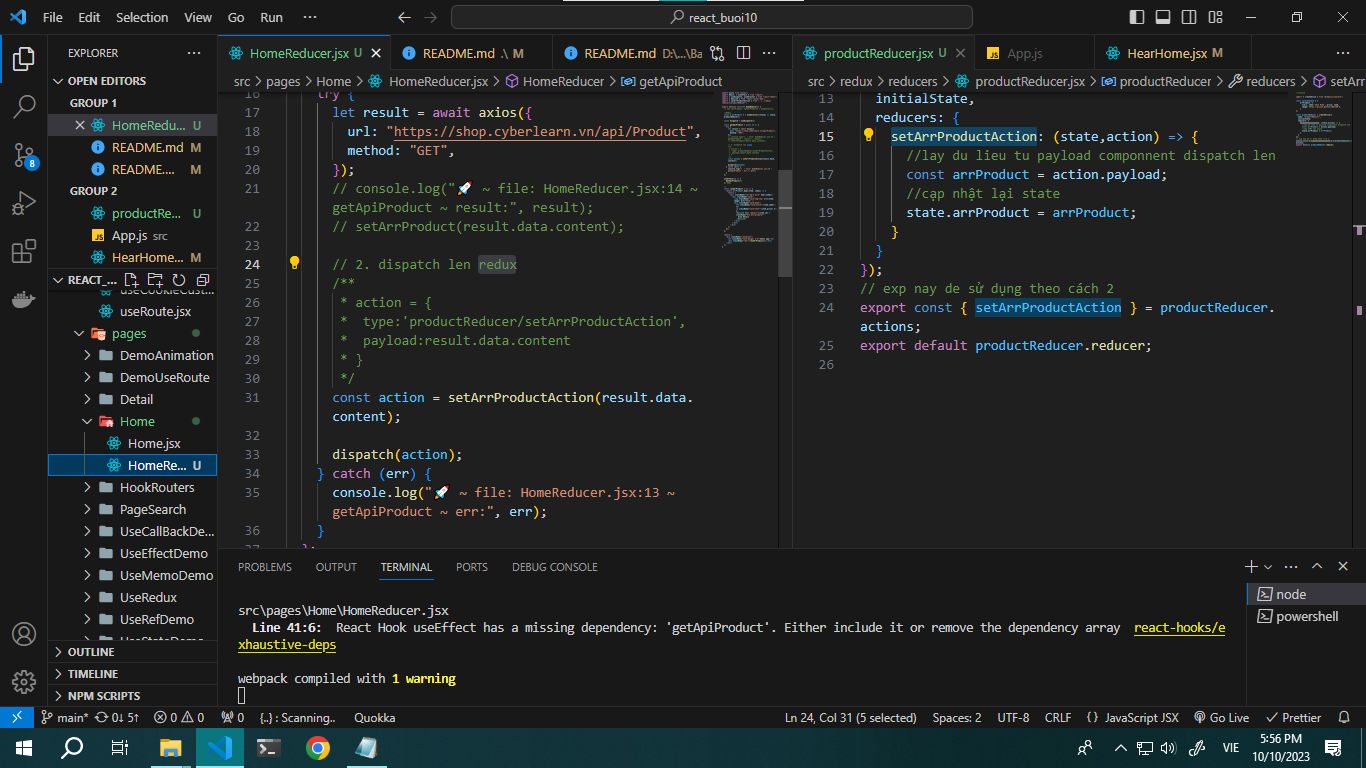 File Edit Selection View Go Run ···
react_buoi10
EXPLORER ···
OPEN EDITORS
GROUP 1
HomeRedu... U
README.md M
README.... M
GROUP 2
productRe... U
App.js src
HearHome... M
REACT_...
useRoute.jsx
pages
DemoAnimation
DemoUseRoute
Detail
Home
Home.jsx
HomeRe... U
HookRouters
PageSearch
UseCallBackDe...
UseEffectDemo
UseMemoDemo
UseRedux
UseRefDemo
UseStateDemo
OUTLINE
TIMELINE
NPM SCRIPTS
HomeReducer.jsx U README.md .\ M README.md D:\...\Ba
src > pages > Home > HomeReducer.jsx > HomeReducer > getApiProduct
16 try {
17 let result = await axios({
18 url: "https://shop.cyberlearn.vn/api/Product",
19 method: "GET",
20 });
21 // console.log("🚀 ~ file: HomeReducer.jsx:14 ~
getApiProduct ~ result:", result);
22 // setArrProduct(result.data.content);
23
24 // 2. dispatch len redux
25 /**
26 * action = {
27 * type:'productReducer/setArrProductAction',
28 * payload:result.data.content
29 * }
30 */
31 const action = setArrProductAction(result.data.
content);
32
33 dispatch(action);
34 } catch (err) {
35 console.log("🚀 ~ file: HomeReducer.jsx:13 ~
getApiProduct ~ err:", err);
36 }
37 };
productReducer.jsx U App.js HearHome.jsx M ···
src > redux > reducers > productReducer.jsx > productReducer > reducers > setArr
13 initialState,
14 reducers: {
15 setArrProductAction: (state,action) => {
16 //lay du lieu tu payload componnent dispatch len
17 const arrProduct = action.payload;
18 //cạp nhật lại state
19 state.arrProduct = arrProduct;
20 }
21 }
22 });
23 // exp nay de sử dụng theo cách 2
24 export const { setArrProductAction } = productReducer.
actions;
25 export default productReducer.reducer;
26
PROBLEMS OUTPUT TERMINAL PORTS DEBUG CONSOLE
src\pages\Home\HomeReducer.jsx
Line 41:6: React Hook useEffect has a missing dependency: 'getApiProduct'. Either include it or remove the dependency array react-hooks/e
xhaustive-deps
webpack compiled with 1 warning
node
powershell
main* 0↓ 5↑ 0 0 0 {..} : Scanning.. Quokka Ln 24, Col 31 (5 selected) Spaces: 2 UTF-8 CRLF { } JavaScript JSX Go Live Prettier
VIE
5:56 PM
10/10/2023